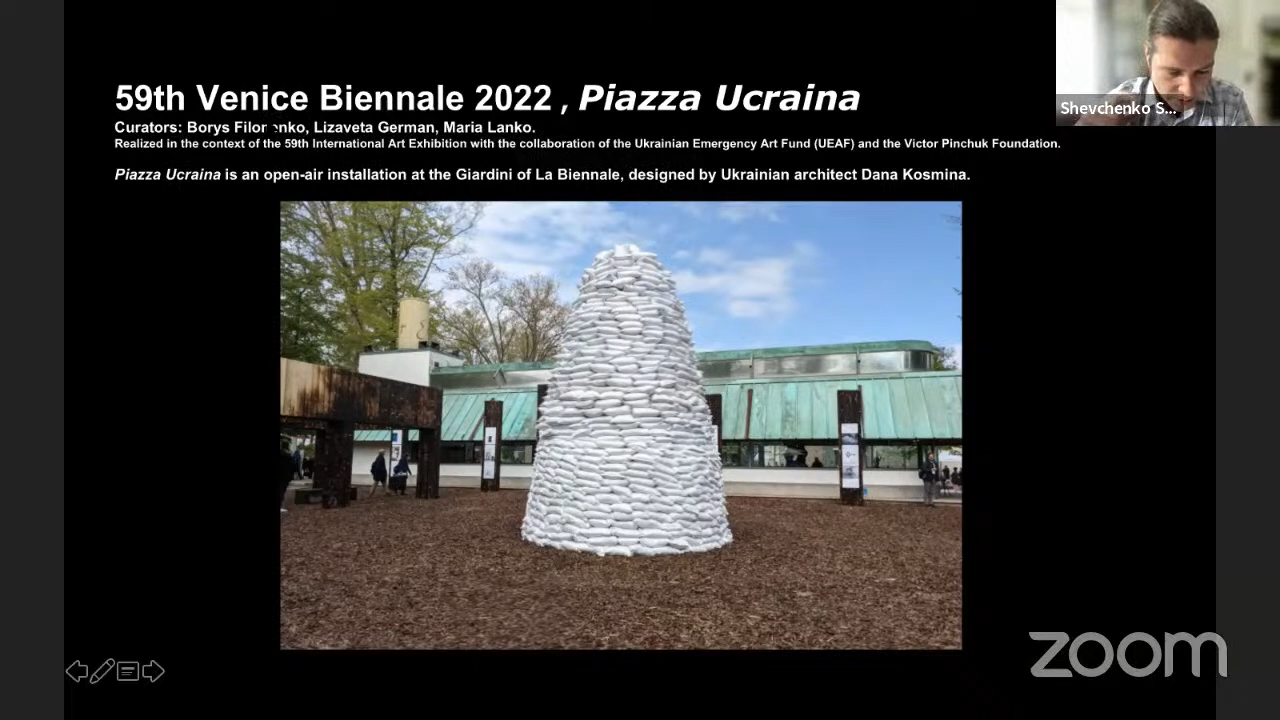 59th Venice Biennale 2022 , Piazza Ucraina
Curators: Borys Filonenko, Lizaveta German, Maria Lanko.
Realized in the context of the 59th International Art Exhibition with the collaboration of the Ukrainian Emergency Art Fund (UEAF) and the Victor Pinchuk Foundation.
Piazza Ucraina is an open-air installation at the Giardini of La Biennale, designed by Ukrainian architect Dana Kosmina.
Shevchenko S...
zoom